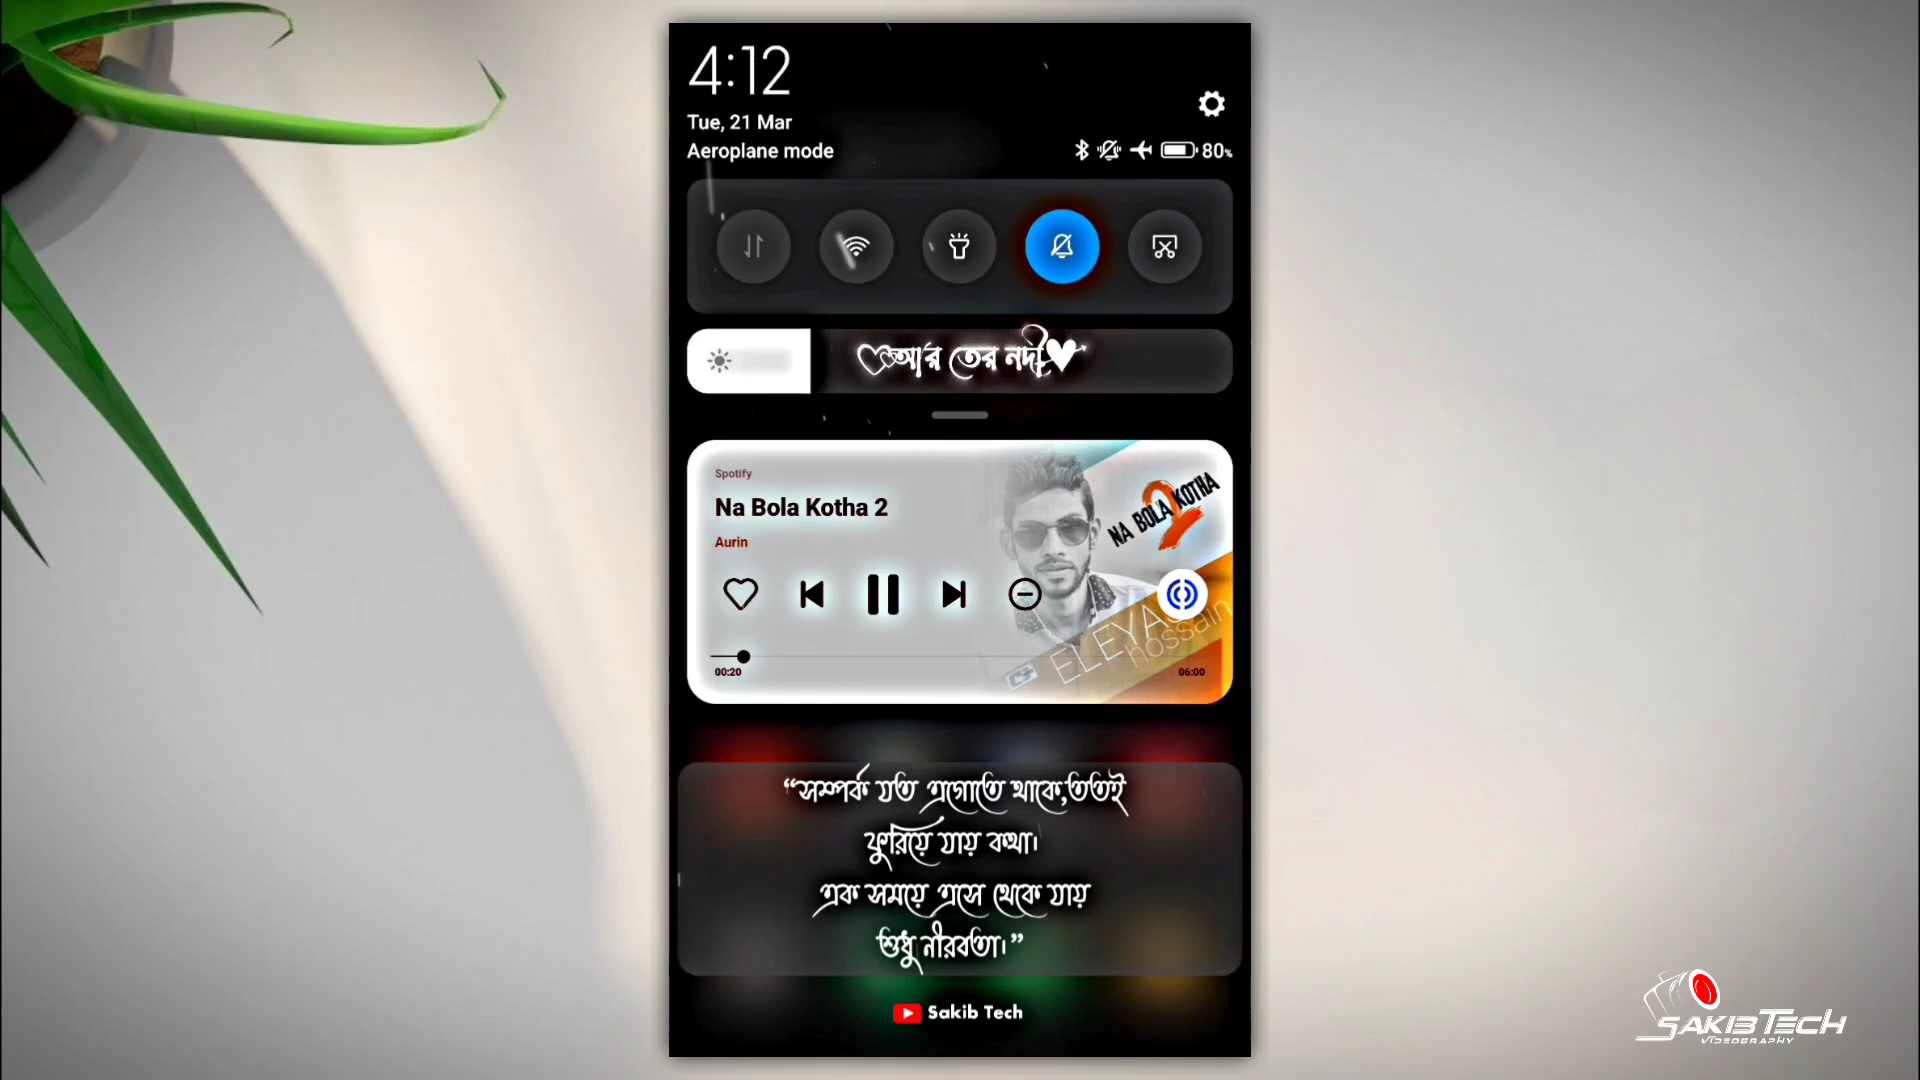 4:12
Tue, 21 Mar
Aeroplane mode
80%
আর তের নদী
Spotify
Na Bola Kotha 2
Aurin
NA BOLA KOTHA 2
ELEYAS
hossain
00:20
06:00
“সম্পর্ক যত এগোতে থাকে,ততই
ফুরিয়ে যায় কথা।
এক সময়ে এসে থেকে যায়
শুধু নীরবতা।”
Sakib Tech
SAKIB TECH
VIDEOGRAPHY